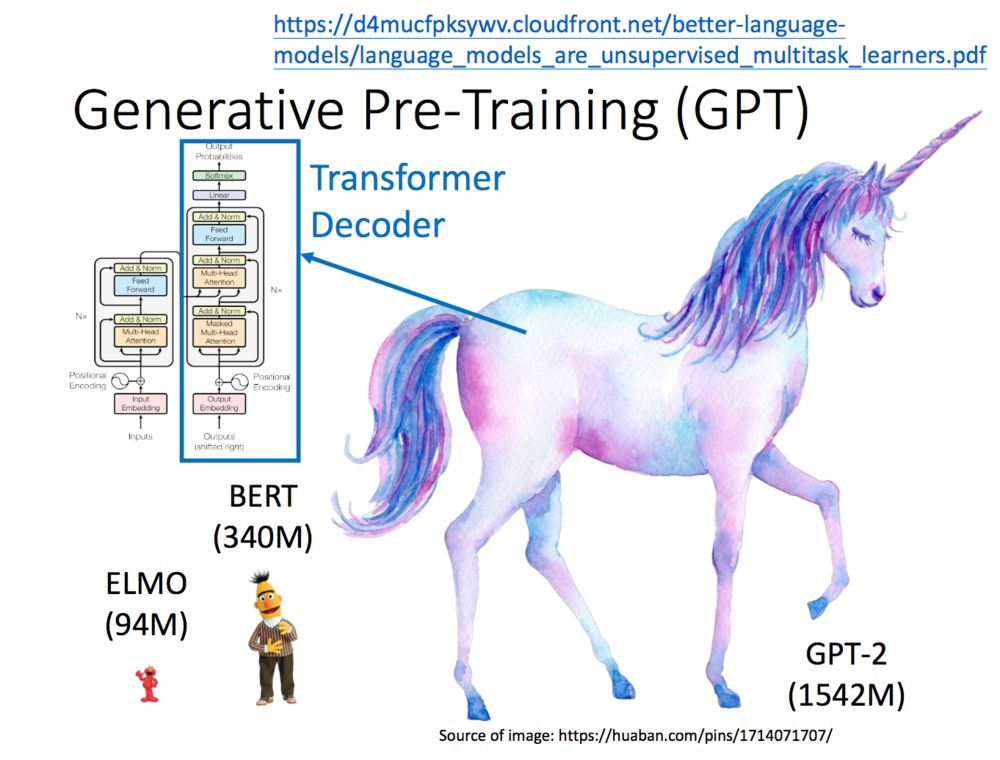 https://d4mucfpksywv.cloudfront.net/better-language-
models/language_models_are_unsupervised_multitask_learners.pdf
Generative Pre-Training (GPT)
Output
Probabilities
Softmax
Linear
Add & Norm
Feed
Forward
Add & Norm
Multi-Head
Attention
Add & Norm
Masked
Multi-Head
Attention
N×
Positional
Encoding
Output
Embedding
Outputs
(shifted right)
Add & Norm
Feed
Forward
Add & Norm
Multi-Head
Attention
N×
Positional
Encoding
Input
Embedding
Inputs
Transformer
Decoder
BERT
(340M)
ELMO
(94M)
GPT-2
(1542M)
Source of image: https://huaban.com/pins/1714071707/